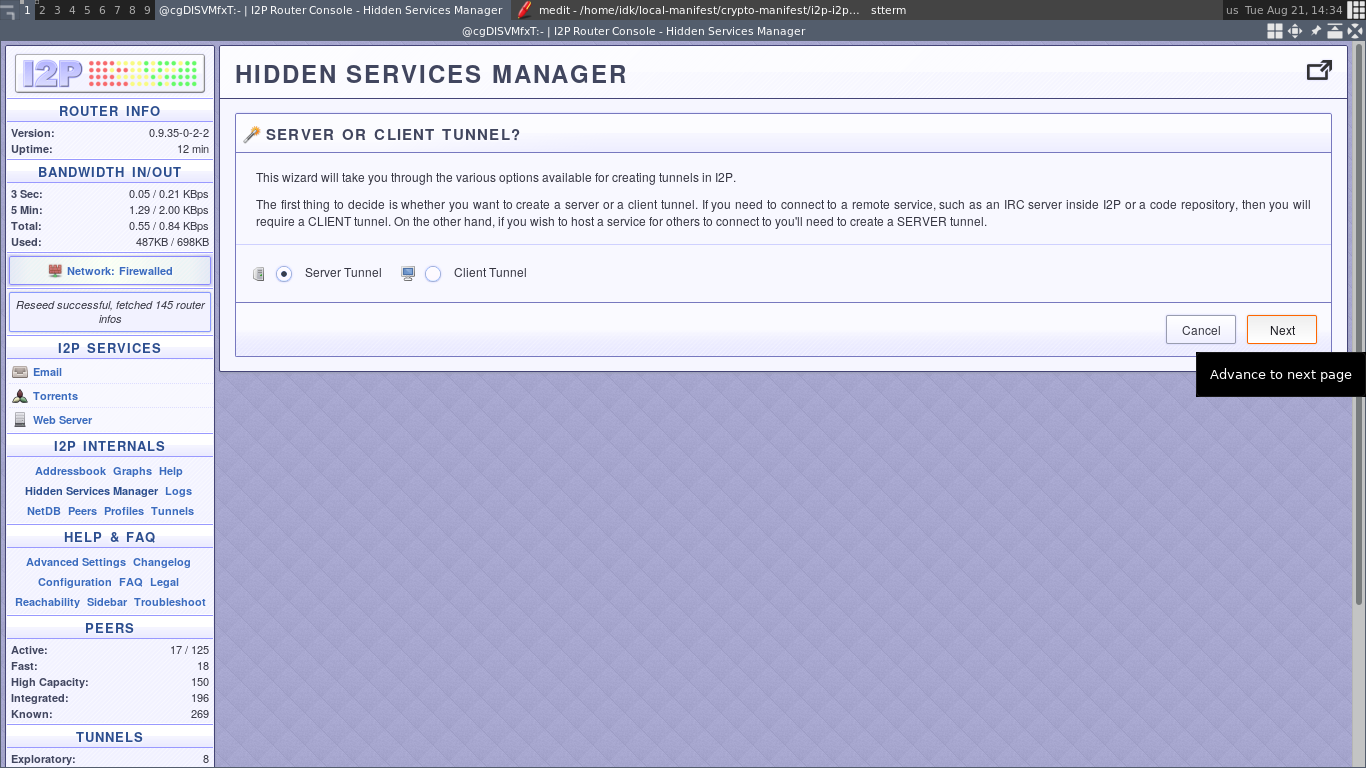 1 2 3 4 5 6 7 8 9 @cgDISVMfxT:- | I2P Router Console - Hidden Services Manager medit - /home/idk/local-manifest/crypto-manifest/i2p-i2p... stterm us Tue Aug 21, 14:34
@cgDISVMfxT:- | I2P Router Console - Hidden Services Manager
I2P
ROUTER INFO
Version: 0.9.35-0-2-2
Uptime: 12 min
BANDWIDTH IN/OUT
3 Sec: 0.05 / 0.21 KBps
5 Min: 1.29 / 2.00 KBps
Total: 0.55 / 0.84 KBps
Used: 487KB / 698KB
Network: Firewalled
Reseed successful, fetched 145 router
infos
I2P SERVICES
Email
Torrents
Web Server
I2P INTERNALS
Addressbook Graphs Help
Hidden Services Manager Logs
NetDB Peers Profiles Tunnels
HELP & FAQ
Advanced Settings Changelog
Configuration FAQ Legal
Reachability Sidebar Troubleshoot
PEERS
Active: 17 / 125
Fast: 18
High Capacity: 150
Integrated: 196
Known: 269
TUNNELS
Exploratory: 8
HIDDEN SERVICES MANAGER
SERVER OR CLIENT TUNNEL?
This wizard will take you through the various options available for creating tunnels in I2P.
The first thing to decide is whether you want to create a server or a client tunnel. If you need to connect to a remote service, such as an IRC server inside I2P or a code repository, then you will
require a CLIENT tunnel. On the other hand, if you wish to host a service for others to connect to you'll need to create a SERVER tunnel.
Server Tunnel Client Tunnel
Cancel Next
Advance to next page